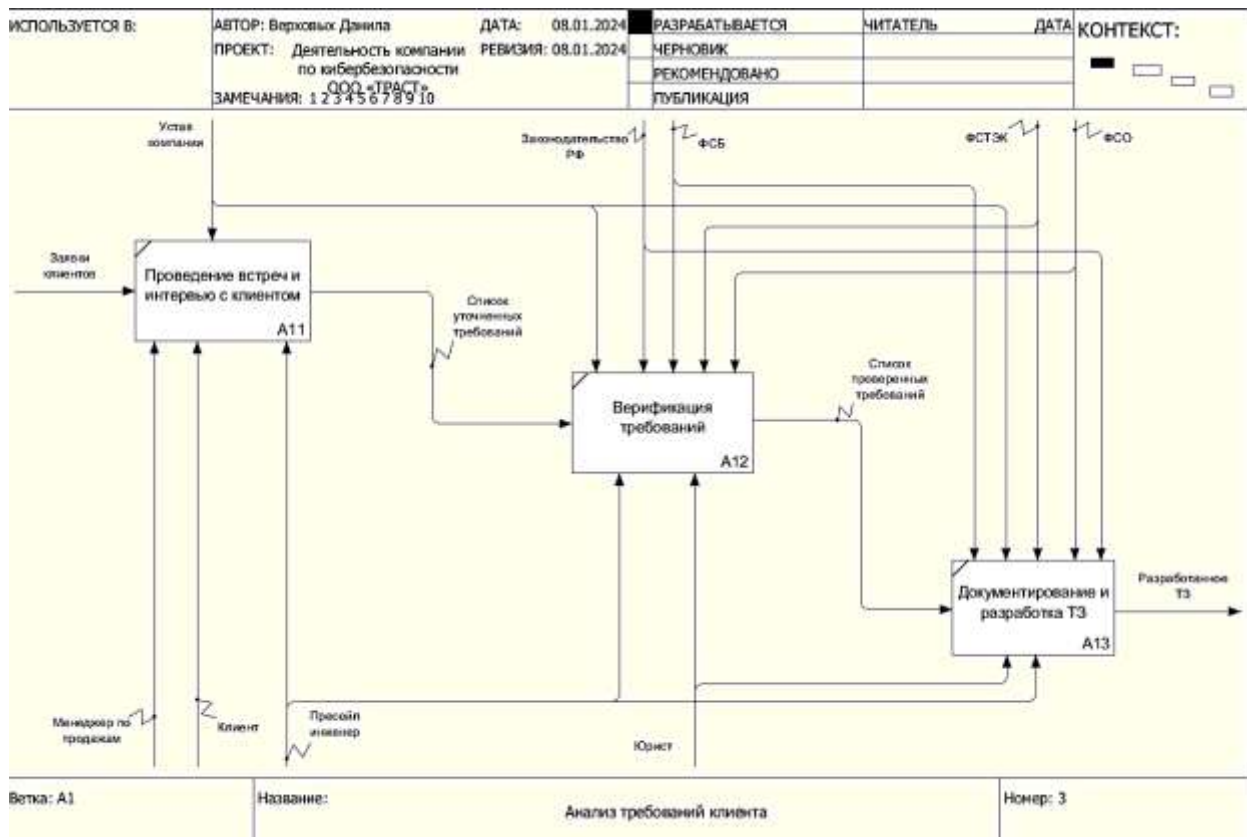 ИСПОЛЬЗУЕТСЯ В:
АВТОР: Верховых Данила
ДАТА: 08.01.2024
РАЗРАБАТЫВАЕТСЯ
ЧИТАТЕЛЬ
ДАТА
КОНТЕКСТ:
ПРОЕКТ: Деятельность компании
по кибербезопасности
ООО «ТРАСТ»
РЕВИЗИЯ: 08.01.2024
ЧЕРНОВИК
РЕКОМЕНДОВАНО
ЗАМЕЧАНИЯ: 1 2 3 4 5 6 7 8 9 10
ПУБЛИКАЦИЯ
Устав
компании
Законодательство
РФ
ФСБ
ФСТЭК
ФСО
Заявки
клиентов
Проведение встреч и
интервью с клиентом
А11
Список
уточненных
требований
Верификация
требований
А12
Список
проверенных
требований
Документирование и
разработка ТЗ
А13
Разработанное
ТЗ
Менеджер по
продажам
Клиент
Пресейл
инженер
Юрист
Ветка: А1
Название:
Анализ требований клиента
Номер: 3